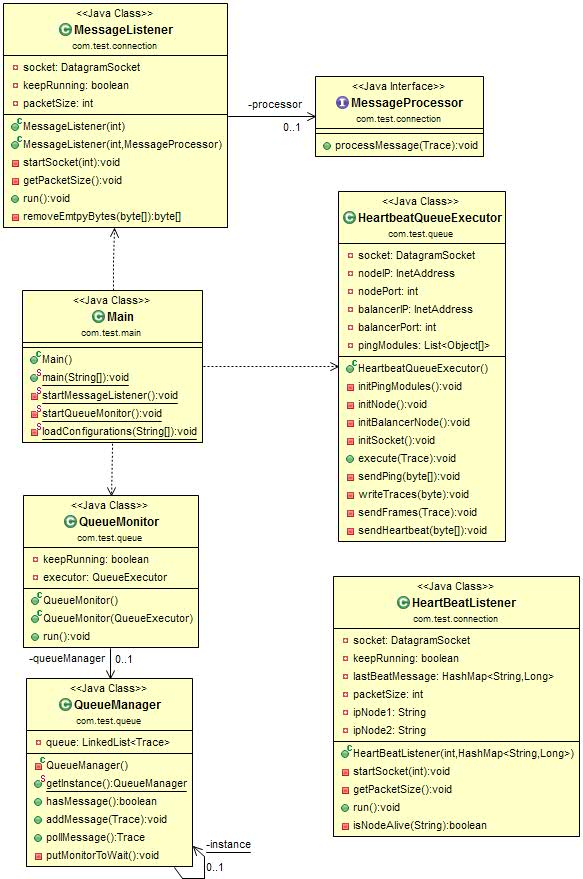 <<Java Class>>
MessageListener
com.test.connection
socket: DatagramSocket
keepRunning: boolean
packetSize: int
MessageListener(int)
MessageListener(int,MessageProcessor)
startSocket(int):void
getPacketSize():void
run():void
removeEmtpyBytes(byte[]):byte[]
-processor
0..1
<<Java Interface>>
MessageProcessor
com.test.connection
processMessage(Trace):void
<<Java Class>>
HeartbeatQueueExecutor
com.test.queue
socket: DatagramSocket
nodeIP: InetAddress
nodePort: int
balancerIP: InetAddress
balancerPort: int
pingModules: List<Object[]>
HeartbeatQueueExecutor()
initPingModules():void
initNode():void
initBalancerNode():void
initSocket():void
execute(Trace):void
sendPing(byte[]):void
writeTraces(byte):void
sendFrames(Trace):void
sendHeartbeat(byte[]):void
<<Java Class>>
Main
com.test.main
Main()
main(String[]):void
startMessageListener():void
startQueueMonitor():void
loadConfigurations(String[]):void
<<Java Class>>
QueueMonitor
com.test.queue
keepRunning: boolean
executor: QueueExecutor
QueueMonitor()
QueueMonitor(QueueExecutor)
run():void
-queueManager
0..1
<<Java Class>>
QueueManager
com.test.queue
queue: LinkedList<Trace>
QueueManager()
getInstance():QueueManager
hasMessage():boolean
addMessage(Trace):void
pollMessage():Trace
putMonitorToWait():void
-instance
0..1
<<Java Class>>
HeartBeatListener
com.test.connection
socket: DatagramSocket
keepRunning: boolean
lastBeatMessage: HashMap<String,Long>
packetSize: int
ipNode1: String
ipNode2: String
HeartBeatListener(int,HashMap<String,Long>)
startSocket(int):void
getPacketSize():void
run():void
isNodeAlive(String):boolean